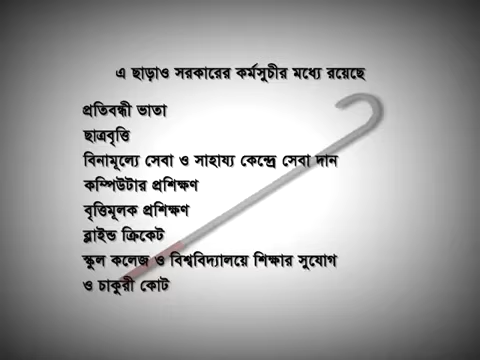 এ ছাড়াও সরকারের কর্মসুচীর মধ্যে রয়েছে
প্রতিবন্ধী ভাতা
ছাত্রবৃত্তি
বিনামূল্যে সেবা ও সাহায্য কেন্দ্রে সেবা দান
কম্পিউটার প্রশিক্ষণ
বৃত্তিমূলক প্রশিক্ষণ
ব্লাইন্ড ক্রিকেট
স্কুল কলেজ ও বিশ্ববিদ্যালয়ে শিক্ষার সুযোগ
ও চাকুরী কোট